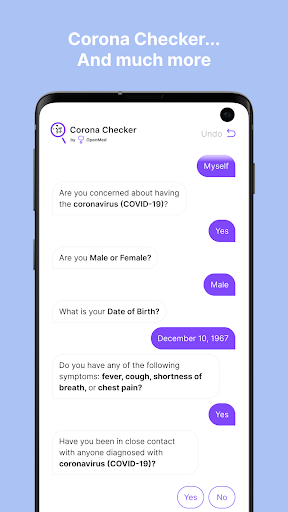 Corona Checker...
And much more
Corona Checker
by OpenMed
Undo
Myself
Are you concerned about having
the coronavirus (COVID-19)?
Yes
Are you Male or Female?
Male
What is your Date of Birth?
December 10, 1967
Do you have any of the following
symptoms: fever, cough, shortness of
breath, or chest pain?
Yes
Have you been in close contact
with anyone diagnosed with
coronavirus (COVID-19)?
Yes
No